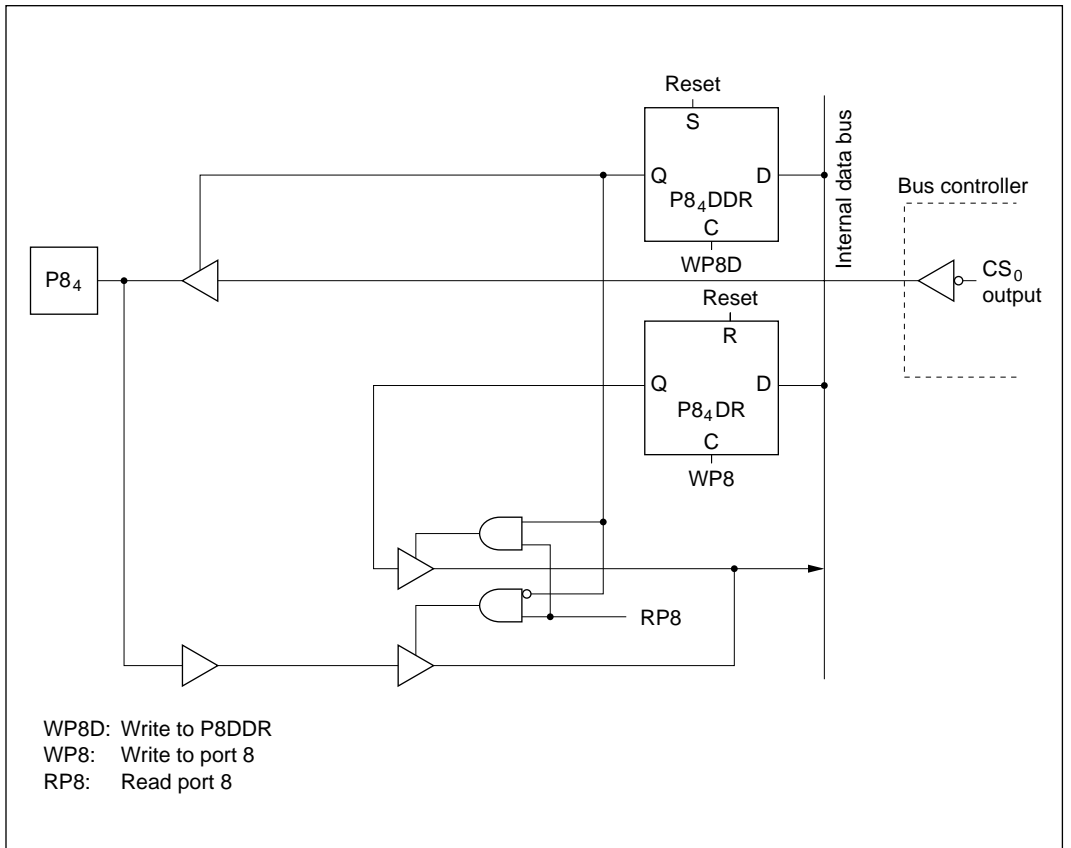 Reset
S
Q
D
P8₄DDR
C
WP8D
Internal data bus
Bus controller
CS₀
output
P8₄
Reset
R
Q
D
P8₄DR
C
WP8
RP8
WP8D: Write to P8DDR
WP8: Write to port 8
RP8: Read port 8